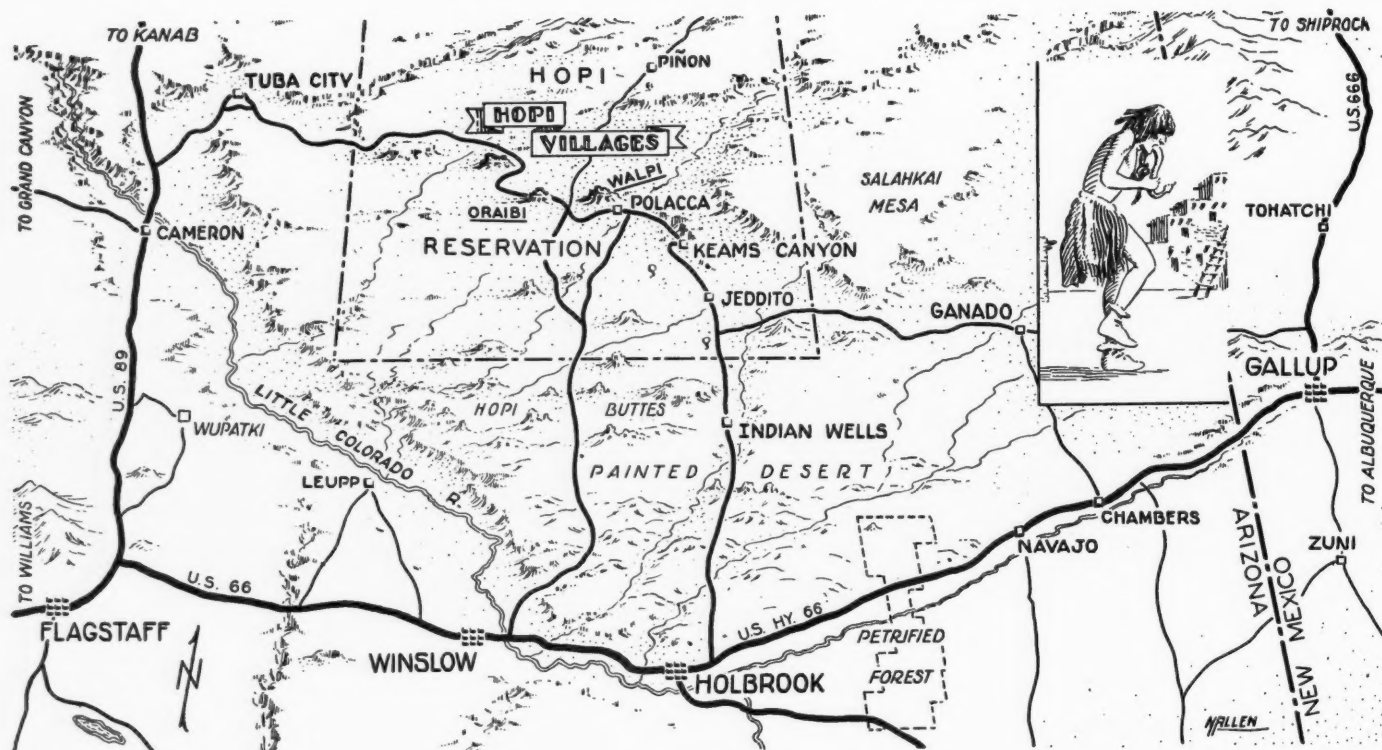 TO KANAB
TO SHIPROCK
PIÑON
HOPI
TUBA CITY
U.S. 666
HOPI
VILLAGES
TO GRAND CANYON
WALPI
SALAHKAI
MESA
ORAIBI
POLACCA
TOHATCHI
CAMERON
RESERVATION
KEAMS CANYON
JEDDITO
GANADO
U.S. 89
GALLUP
LITTLE
COLORADO
R.
HOPI
BUTTES
WUPATKI
INDIAN WELLS
TO ALBUQUERQUE
PAINTED
DESERT
LEUPP
CHAMBERS
NAVAJO
ARIZONA
NEW MEXICO
ZUNI
TO WILLIAMS
U.S. 66
U.S. HY. 66
FLAGSTAFF
PETRIFIED
FOREST
WINSLOW
HOLBROOK
N
NALLEN